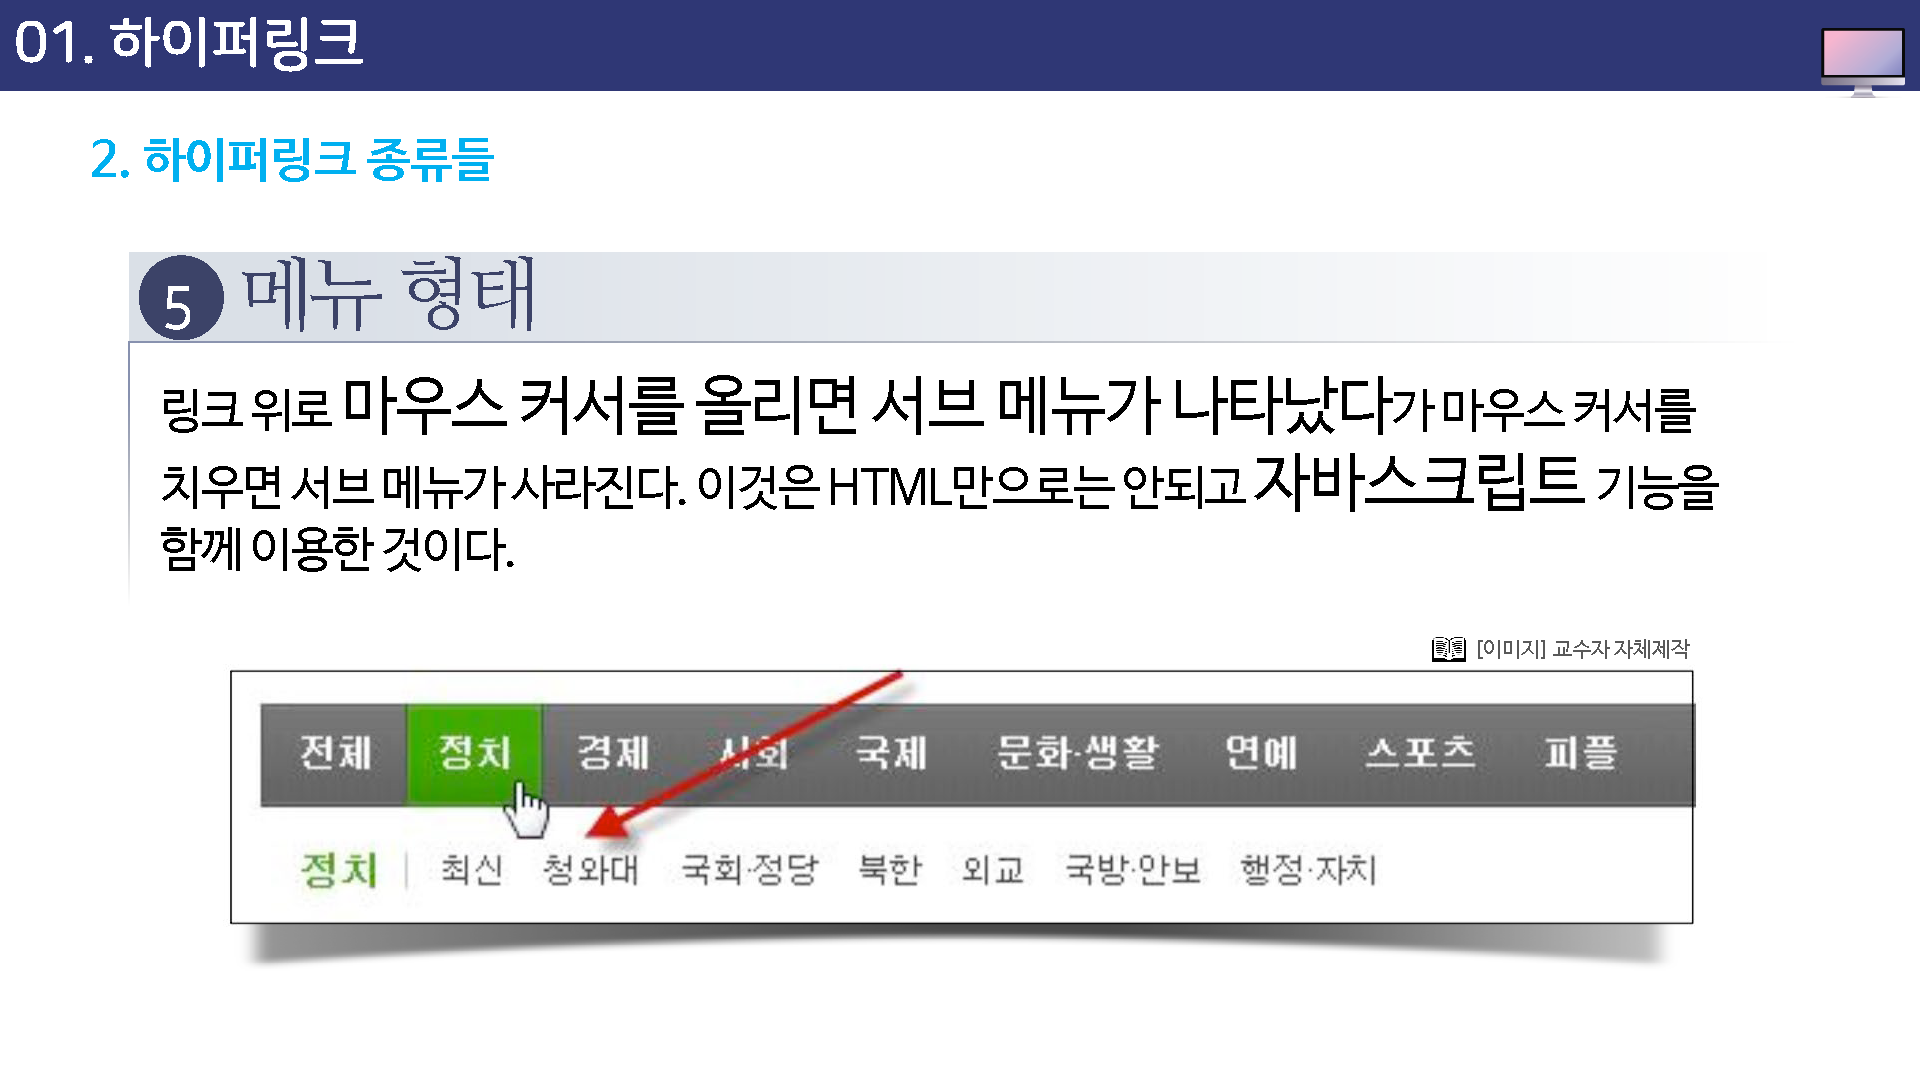 01. 하이퍼링크
2. 하이퍼링크 종류들
5 메뉴 형태
링크 위로 마우스 커서를 올리면 서브 메뉴가 나타났다가 마우스 커서를
치우면 서브 메뉴가 사라진다. 이것은 HTML만으로는 안되고 자바스크립트 기능을
함께 이용한 것이다.
[이미지] 교수자 자체제작
전체 정치 경제 사회 국제 문화·생활 연예 스포츠 피플
정치 최신 청와대 국회·정당 북한 외교 국방·안보 행정·자치